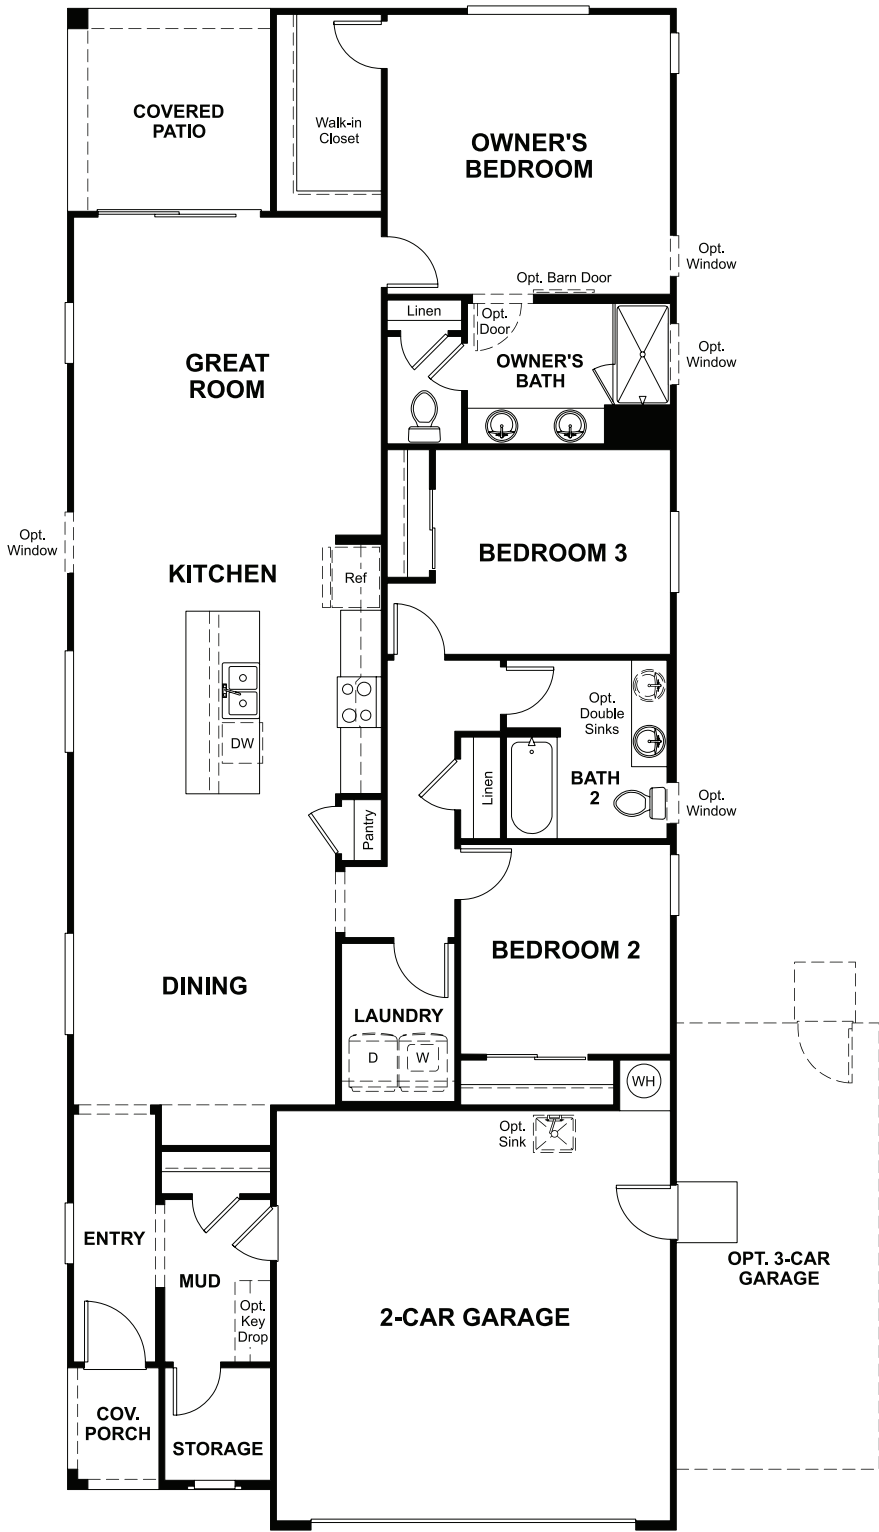 COVERED
PATIO
Walk-in
Closet
OWNER'S
BEDROOM
Opt.
Window
Opt. Barn Door
Linen
Opt.
Door
OWNER'S
BATH
Opt.
Window
GREAT
ROOM
Opt.
Window
KITCHEN
Ref
BEDROOM 3
DW
Opt.
Double
Sinks
Linen
BATH
2
Opt.
Window
Pantry
BEDROOM 2
DINING
LAUNDRY
D
W
WH
Opt.
Sink
ENTRY
MUD
Opt.
Key
Drop
2-CAR GARAGE
OPT. 3-CAR
GARAGE
COV.
PORCH
STORAGE